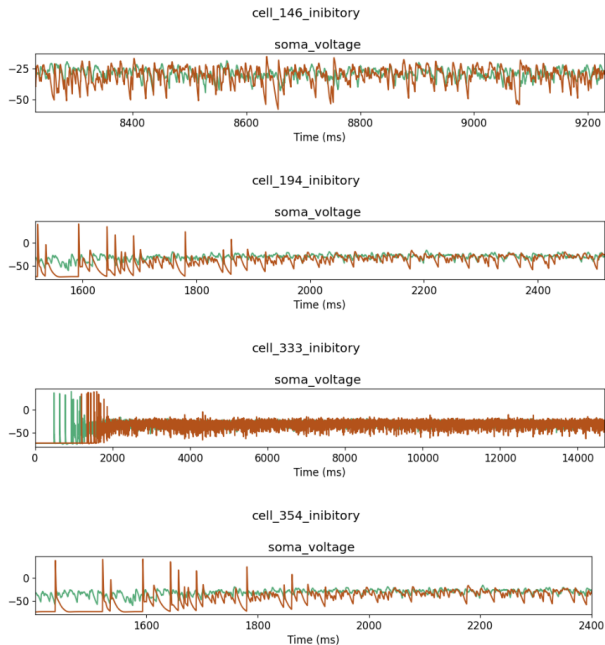 cell_146_inibitory
soma_voltage
−25
−50
8400 8600 8800 9000 9200
Time (ms)
cell_194_inibitory
soma_voltage
0
−50
1600 1800 2000 2200 2400
Time (ms)
cell_333_inibitory
soma_voltage
0
−50
0 2000 4000 6000 8000 10000 12000 14000
Time (ms)
cell_354_inibitory
soma_voltage
0
−50
1600 1800 2000 2200 2400
Time (ms)